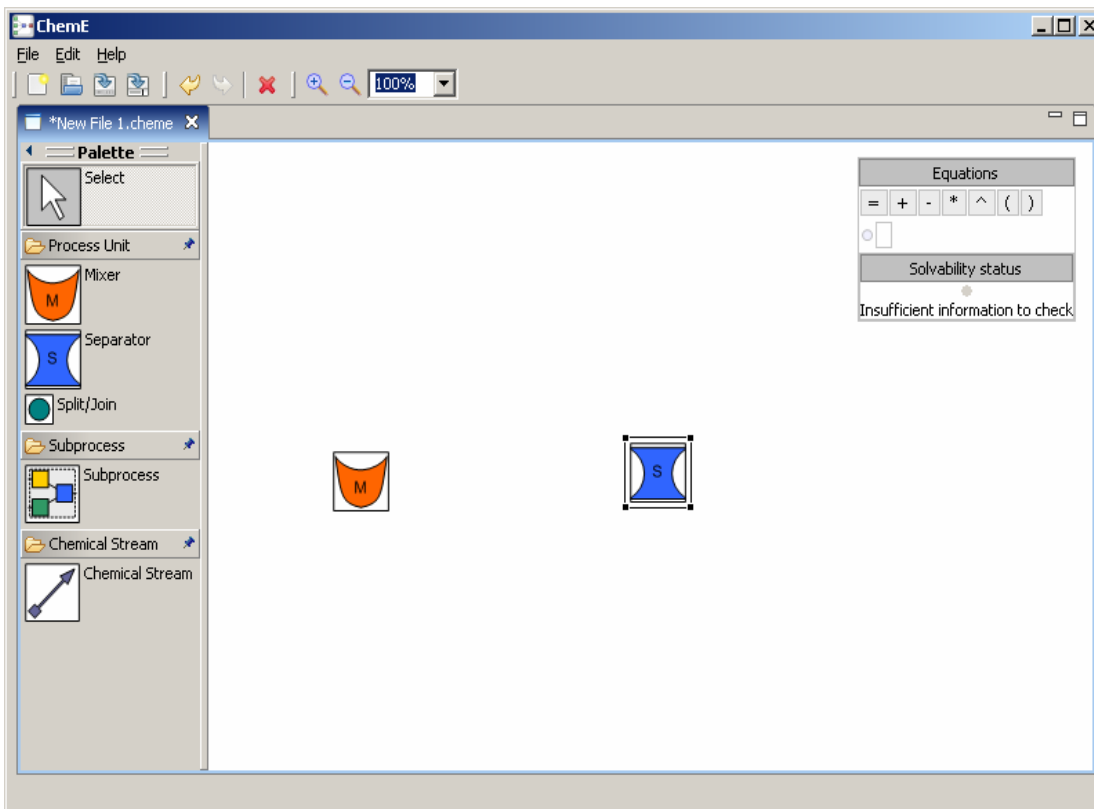 ChemE
File Edit Help
100%
*New File 1.cheme
Palette
Select
Process Unit
M
Mixer
S
Separator
Split/Join
Subprocess
Subprocess
Chemical Stream
Chemical Stream
M
S
Equations
= + - * ^ ( )
Solvability status
Insufficient information to check